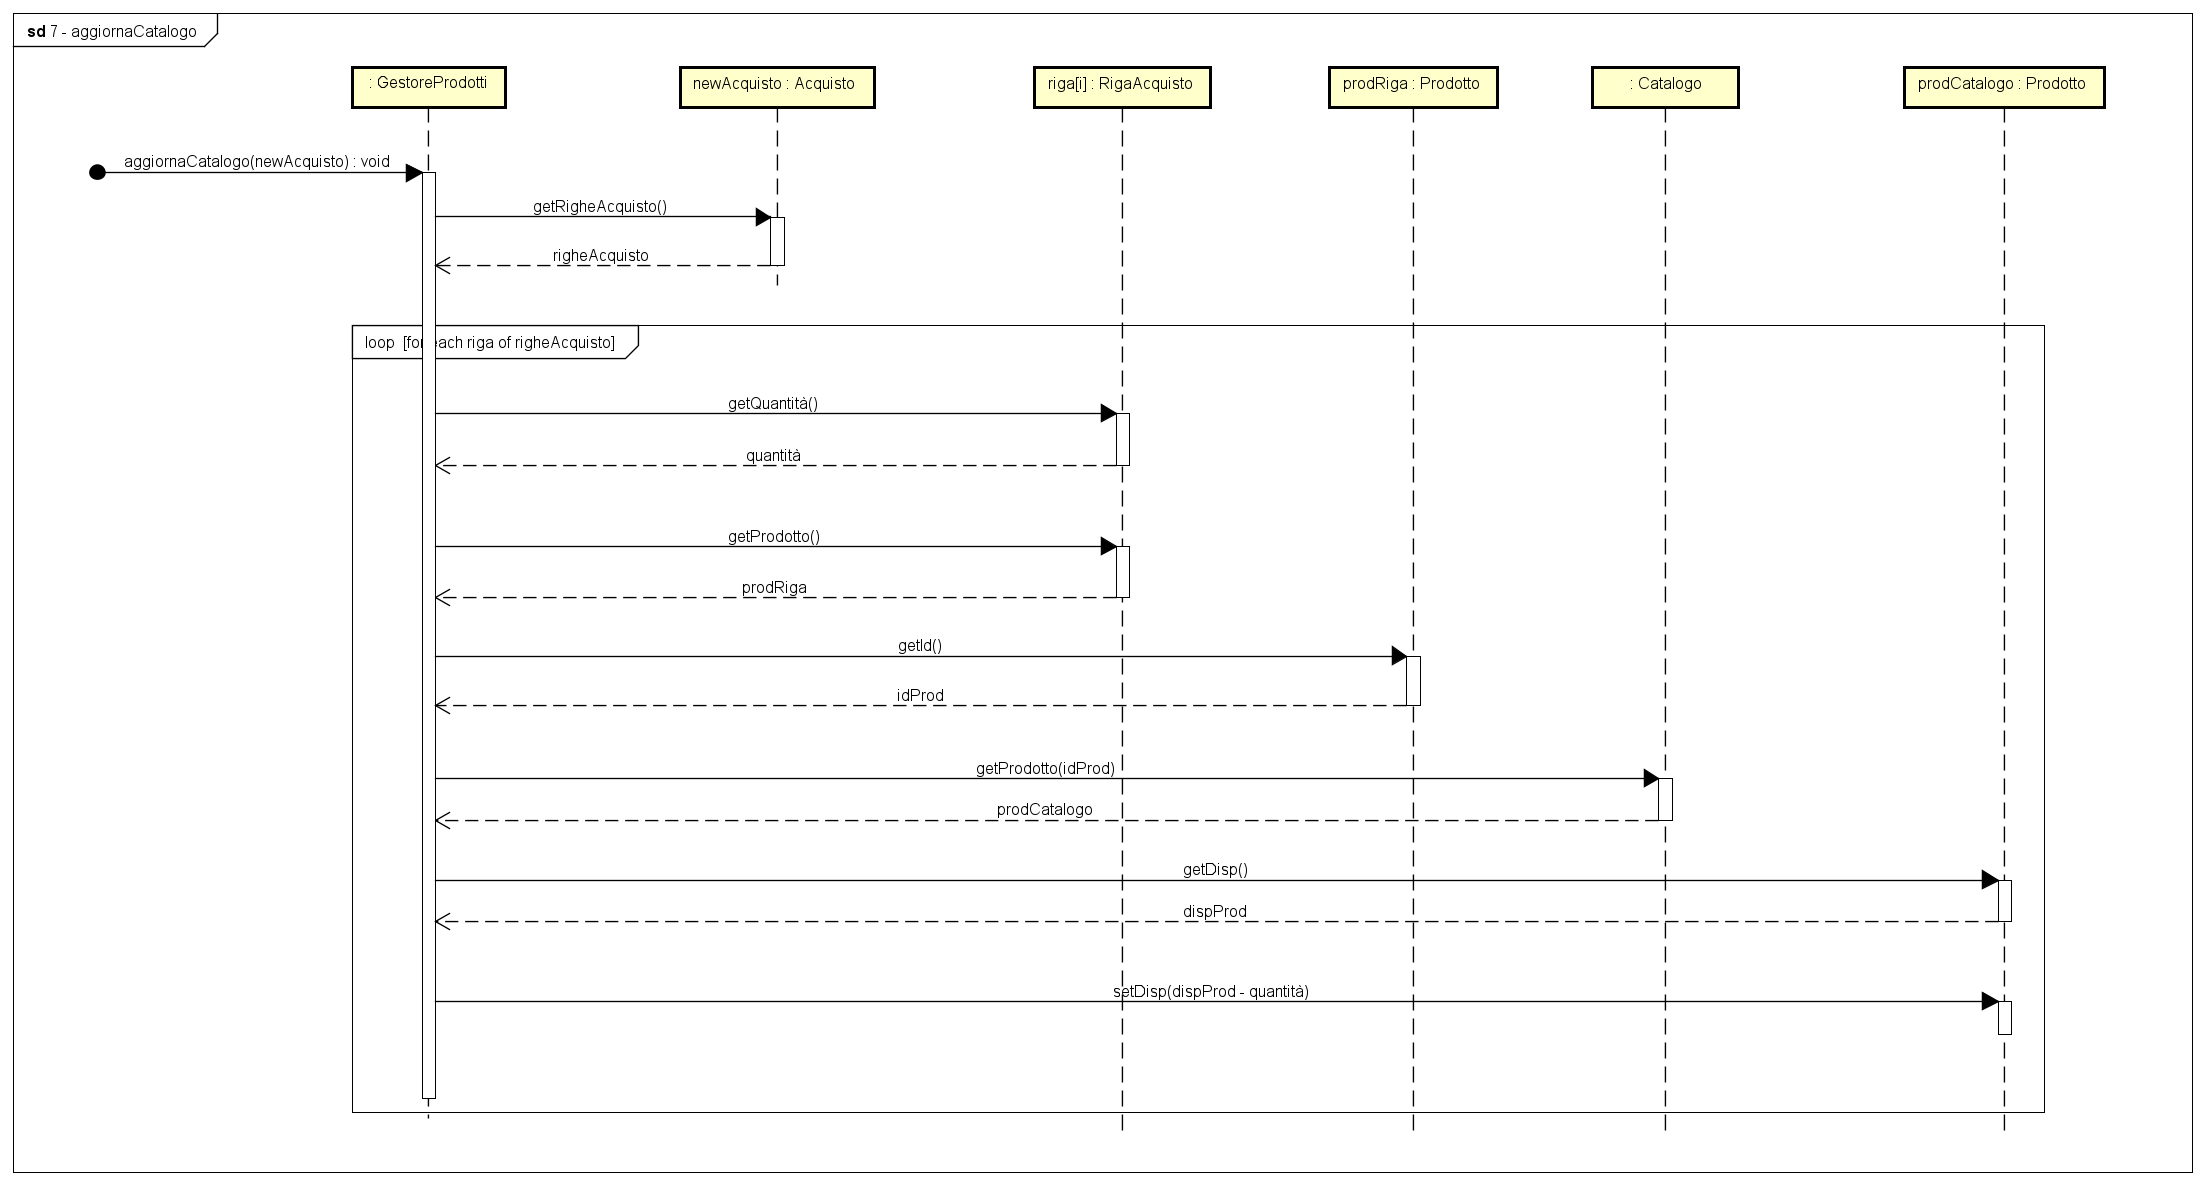 sd 7 - aggiornaCatalogo
: GestoreProdotti
newAcquisto : Acquisto
riga[i] : RigaAcquisto
prodRiga : Prodotto
: Catalogo
prodCatalogo : Prodotto
aggiornaCatalogo(newAcquisto) : void
getRigheAcquisto()
righeAcquisto
loop [for each riga of righeAcquisto]
getQuantità()
quantità
getProdotto()
prodRiga
getId()
idProd
getProdotto(idProd)
prodCatalogo
getDisp()
dispProd
setDisp(dispProd - quantità)